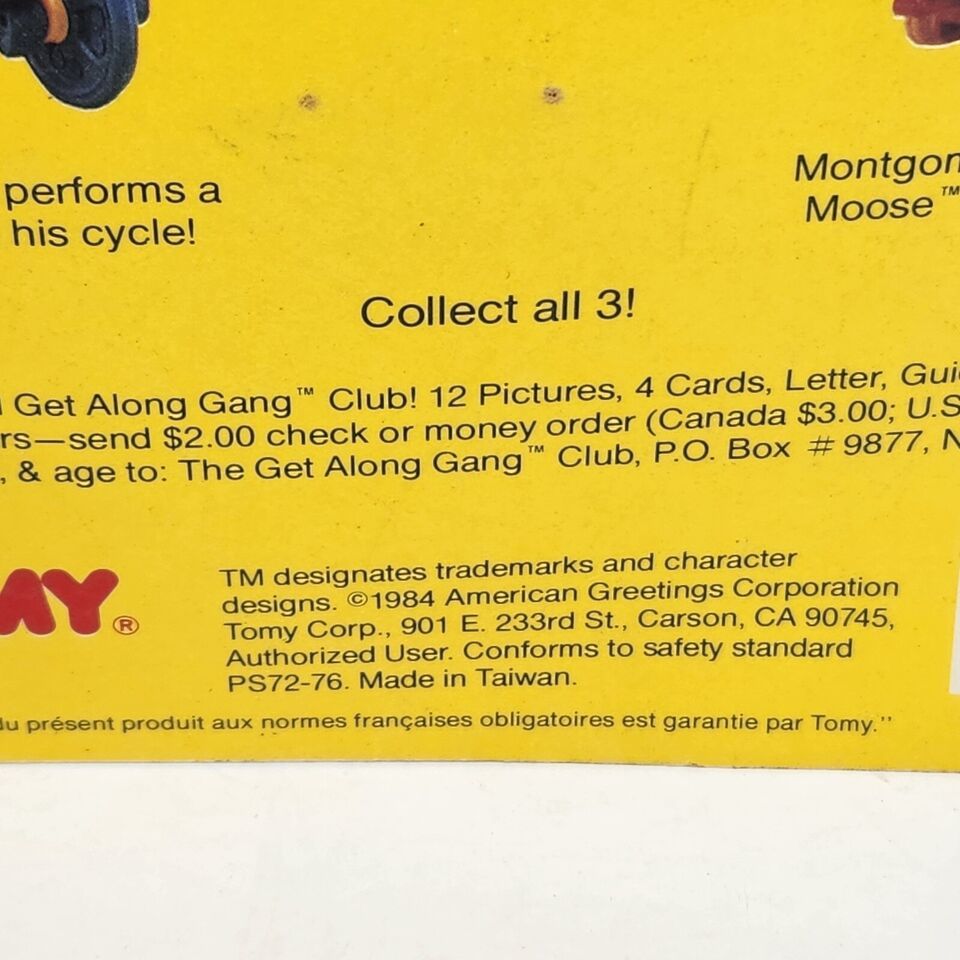 performs a
his cycle!
Montgom
Moose™
Collect all 3!
Get Along Gang™ Club! 12 Pictures, 4 Cards, Letter, Gui
rs—send $2.00 check or money order (Canada $3.00; U.S
, & age to: The Get Along Gang™ Club, P.O. Box # 9877, N
MY®
TM designates trademarks and character
designs. ©1984 American Greetings Corporation
Tomy Corp., 901 E. 233rd St., Carson, CA 90745,
Authorized User. Conforms to safety standard
PS72-76. Made in Taiwan.
du présent produit aux normes françaises obligatoires est garantie par Tomy."